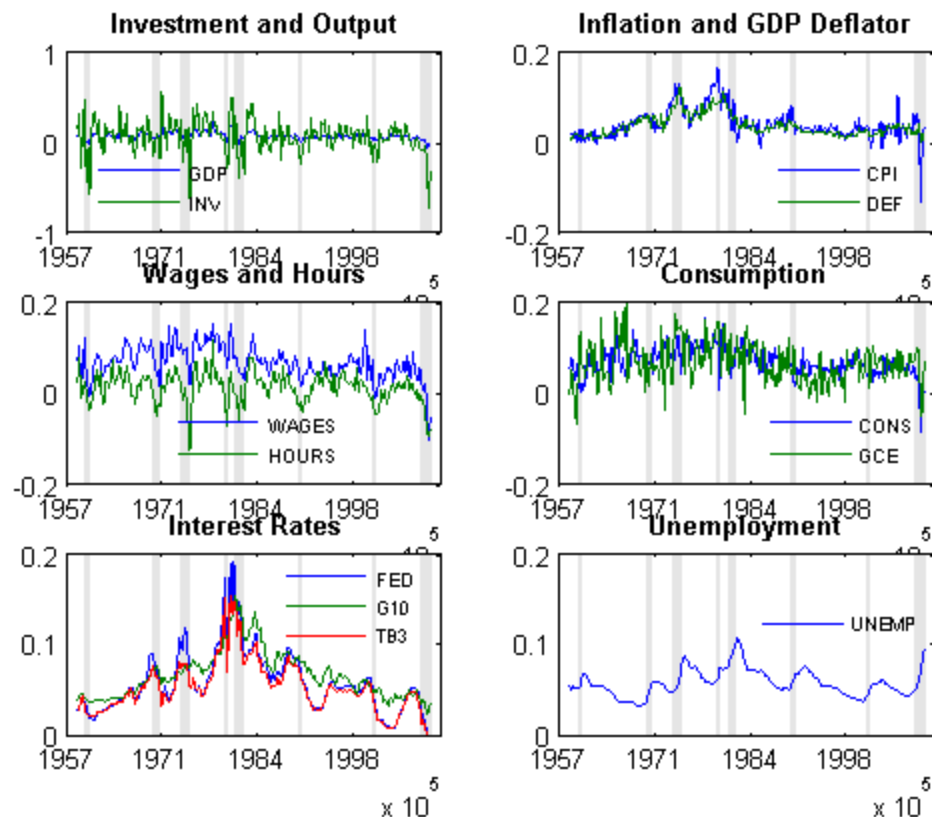 Investment and Output
1
0
-1
GDP
INV
1957 1971 1984 1998
Inflation and GDP Deflator
0.2
0
-0.2
CPI
DEF
1957 1971 1984 1998
Wages and Hours
5
0.2
0
-0.2
WAGES
HOURS
1957 1971 1984 1998
Consumption
5
0.2
0
-0.2
CONS
GCE
1957 1971 1984 1998
Interest Rates
5
0.2
0.1
0
FED
G10
TB3
1957 1971 1984 1998
5
x 10
Unemployment
5
0.2
0.1
0
UNEMP
1957 1971 1984 1998
5
x 10